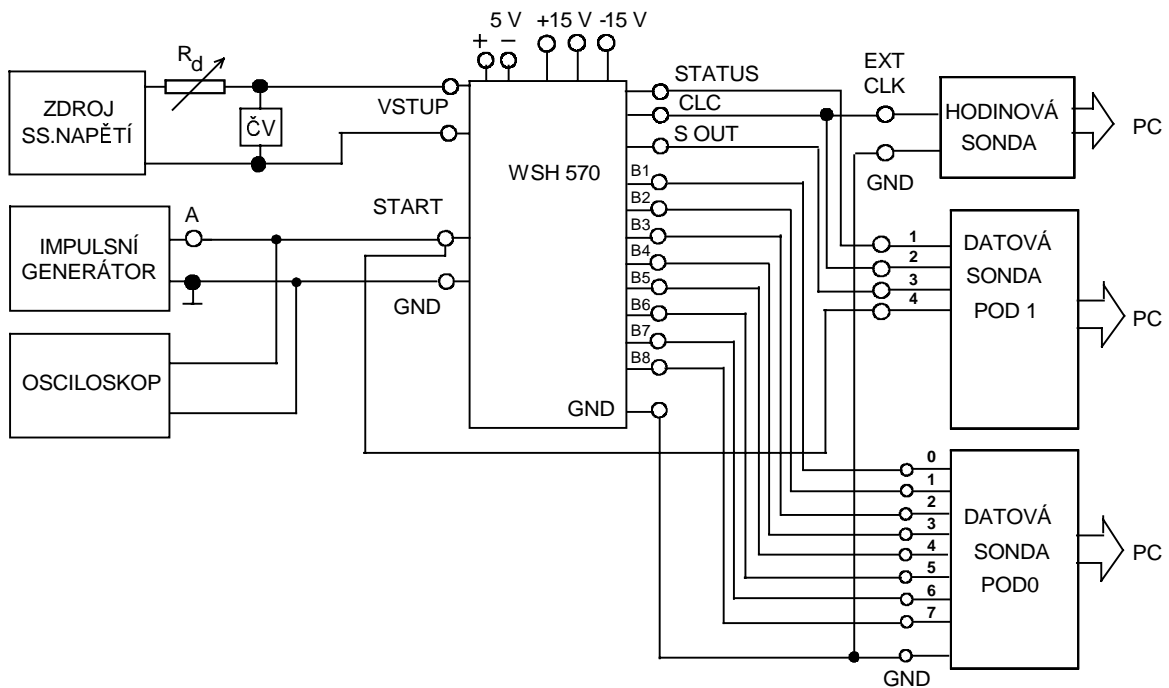 5 V +15 V -15 V
+ −
R d
ZDROJ
SS.NAPĚTÍ
ČV
VSTUP
WSH 570
STATUS
CLC
S OUT
EXT
CLK
GND
HODINOVÁ
SONDA
PC
B1
B2
B3
B4
B5
B6
B7
B8
GND
A
START
GND
IMPULSNÍ
GENERÁTOR
OSCILOSKOP
1
2
3
4
DATOVÁ
SONDA
POD 1
PC
0
1
2
3
4
5
6
7
GND
DATOVÁ
SONDA
POD0
PC